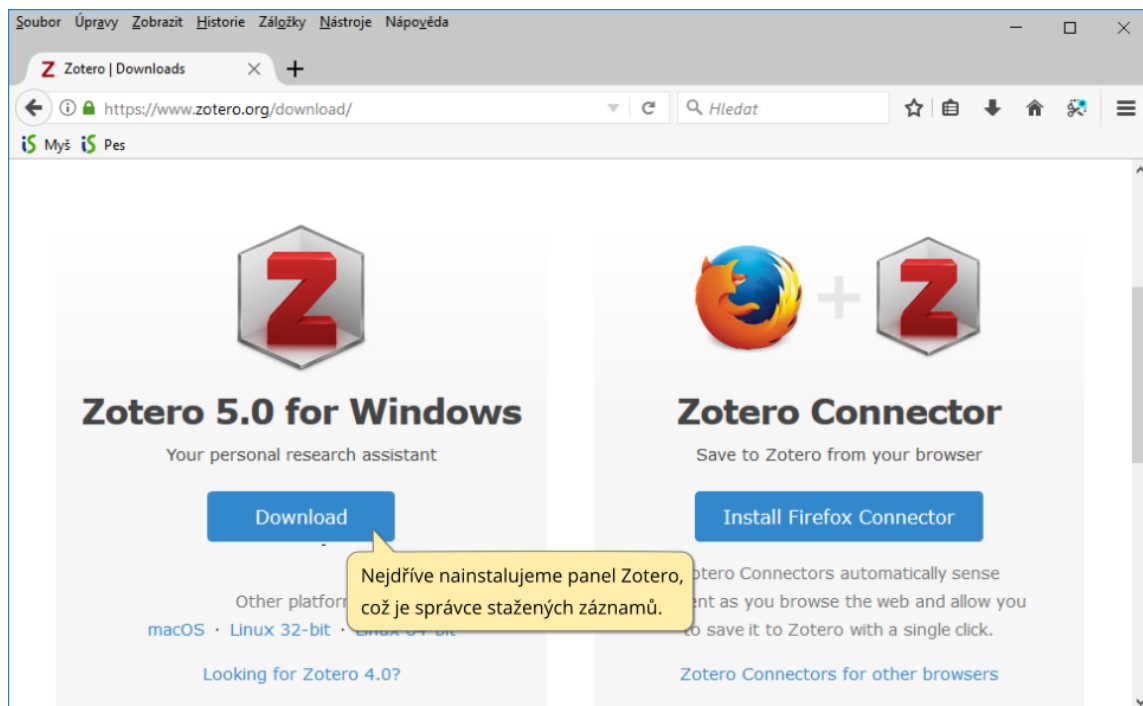 Soubor Úpravy Zobrazit Historie Záložky Nástroje Nápověda
Zotero | Downloads
https://www.zotero.org/download/
Hledat
iS Myš iS Pes
Zotero 5.0 for Windows
Your personal research assistant
Download
Nejdříve nainstalujeme panel Zotero,
což je správce stažených záznamů.
Other
macOS · Linux 32-bit ·
Looking for Zotero 4.0?
Zotero Connector
Save to Zotero from your browser
Install Firefox Connector
Connectors automatically sense
as you browse the web and allow you
to save it to Zotero with a single click.
Zotero Connectors for other browsers